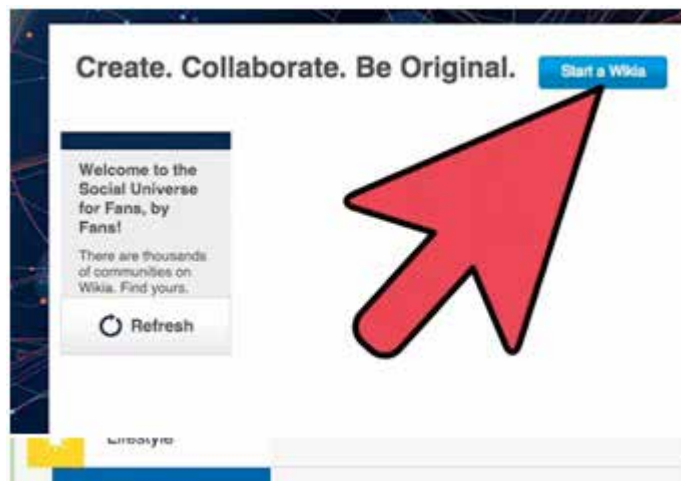 Create. Collaborate. Be Original.
Start a Wikia
Welcome to the
Social Universe
for Fans, by
Fans!
There are thousands
of communities on
Wikia. Find yours.
Refresh
Lifestyle